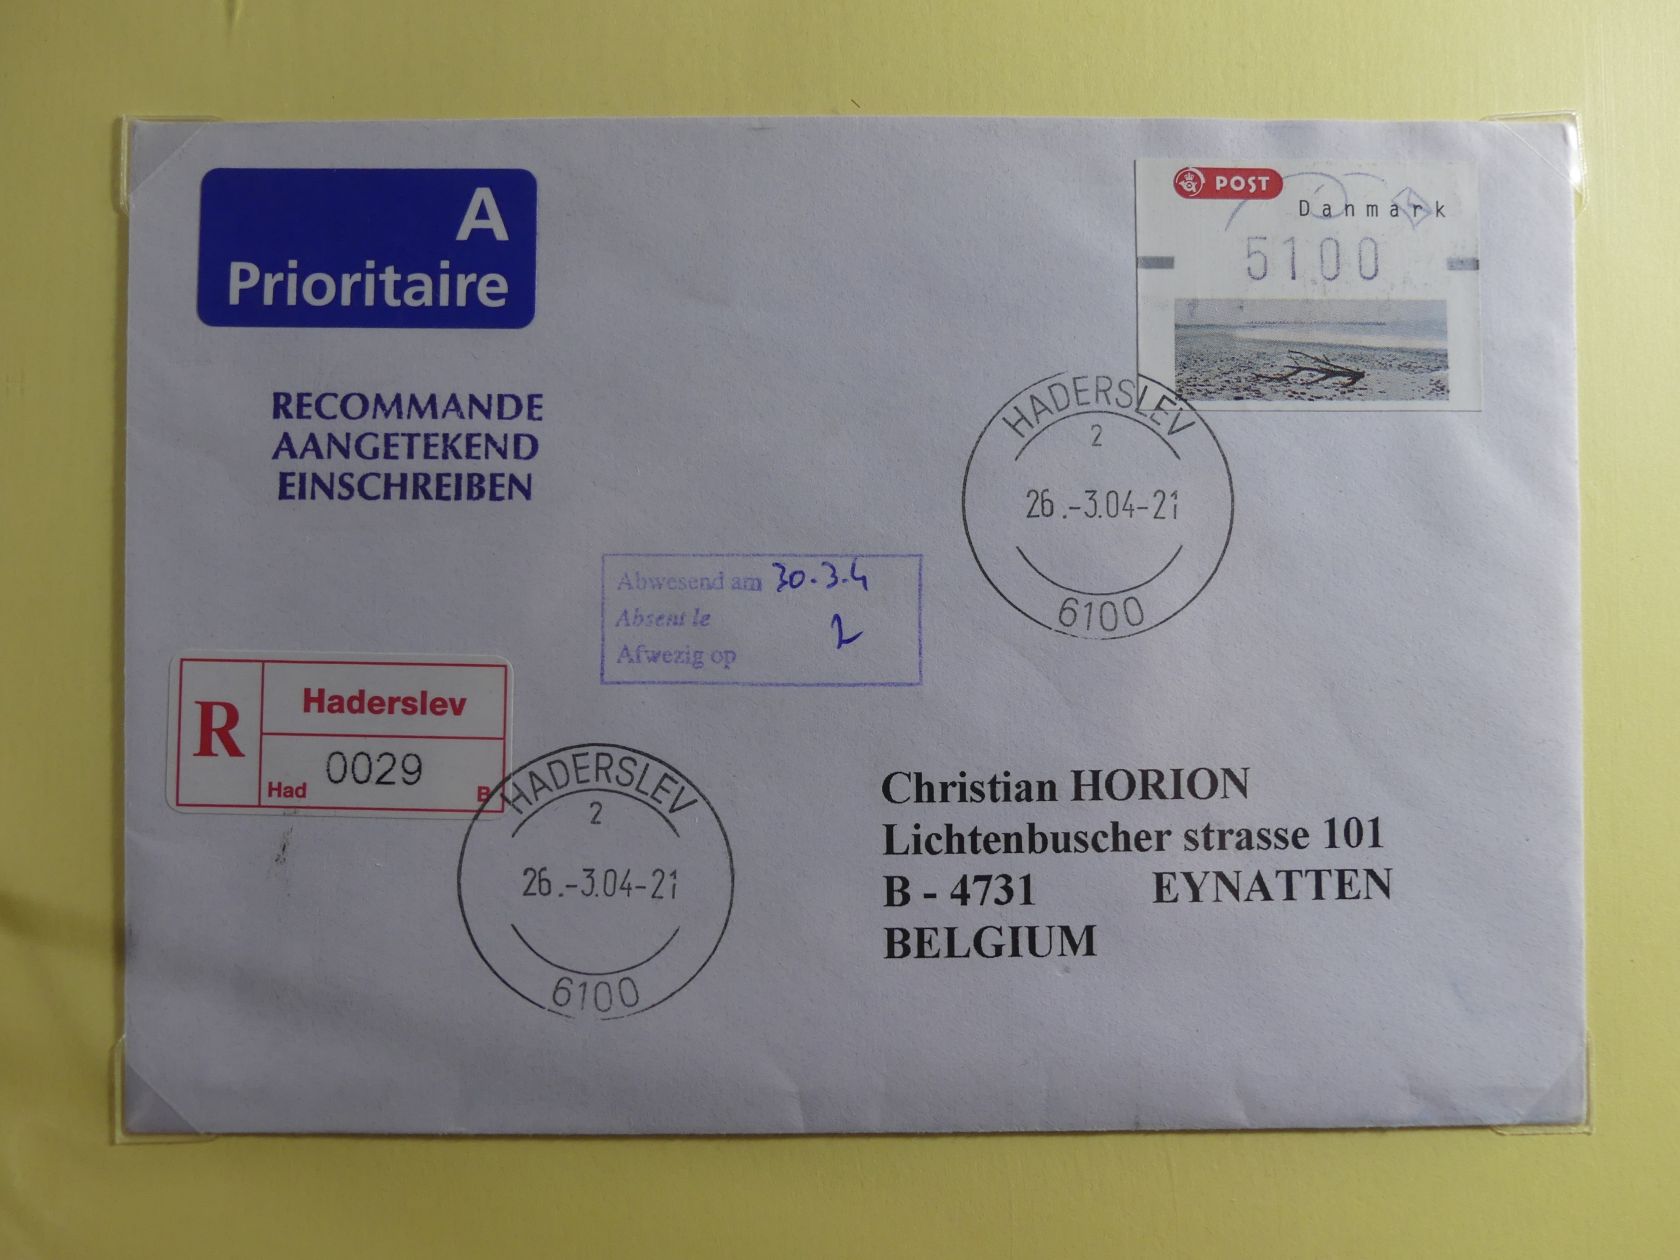 A
Prioritaire
POST
Danmark
5100
RECOMMANDE
AANGETEKEND
EINSCHREIBEN
HADERSLEV
2
26.-3.04-21
6100
Abwesend am 30.3.4
Absent le
Afwezig op
R
Haderslev
Had 0029 B
HADERSLEV
2
26.-3.04-21
6100
Christian HORION
Lichtenbuscher strasse 101
B - 4731 EYNATTEN
BELGIUM